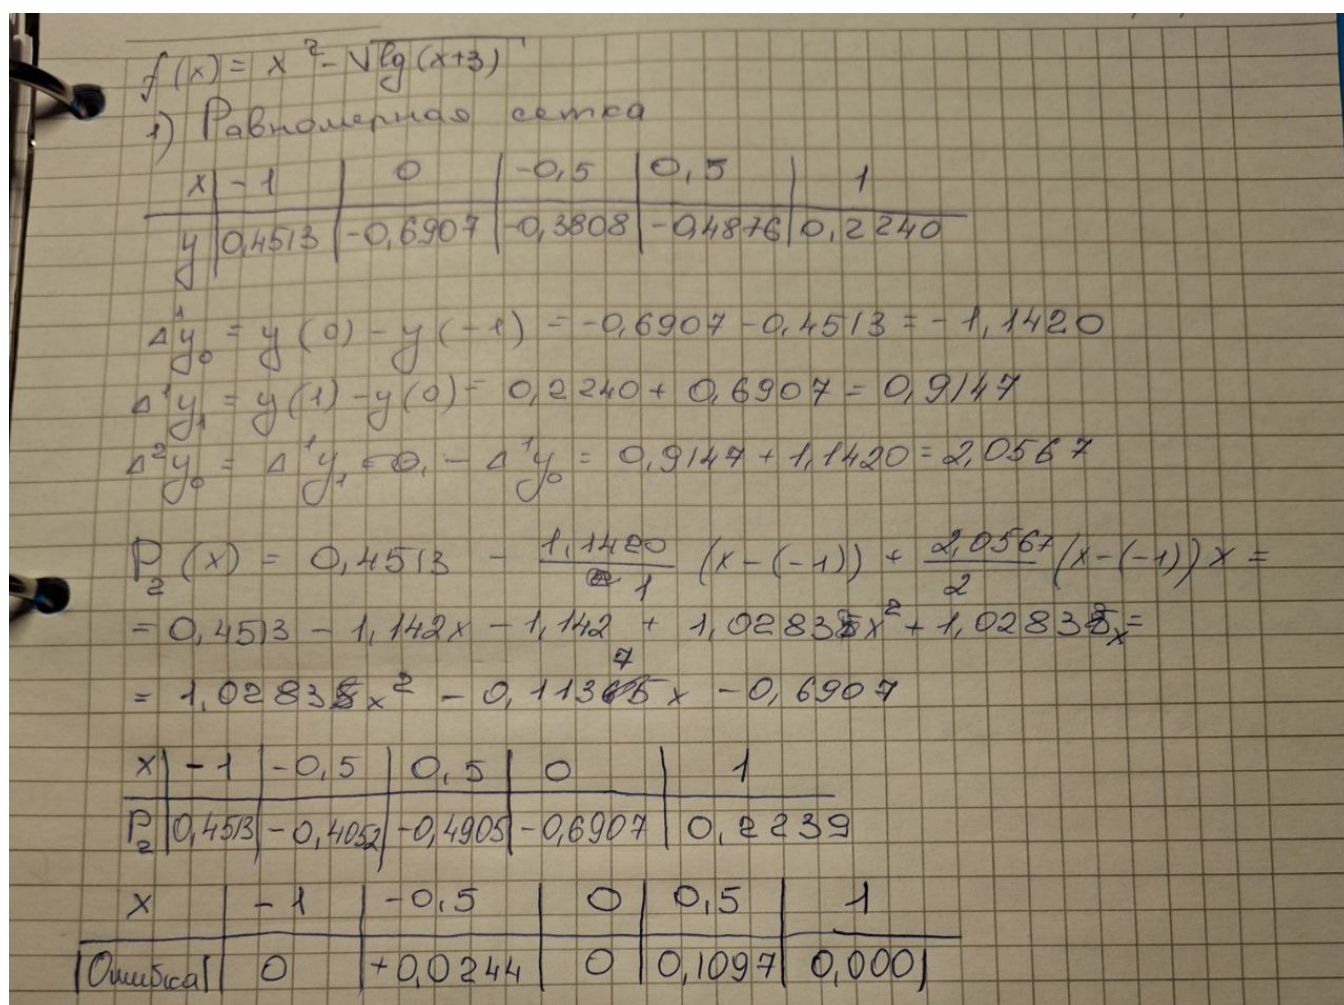 f(x) = x² - √lg(x+3)
1) Равномерная сетка
x | -1 | 0 | -0,5 | 0,5 | 1
y | 0,4513 | -0,6907 | -0,3808 | -0,4876 | 0,2240
Δ¹y₀ = y(0) - y(-1) = -0,6907 - 0,4513 = -1,1420
Δ¹y₁ = y(1) - y(0) = 0,2240 + 0,6907 = 0,9147
Δ²y₀ = Δ¹y₁ - Δ¹y₀ = 0,9147 + 1,1420 = 2,0567
P₂(x) = 0,4513 - 1,1420/1 (x-(-1)) + 2,0567/2 (x-(-1))x =
= 0,4513 - 1,142x - 1,142 + 1,0283x² + 1,0283x =
= 1,0283x² - 0,1137x - 0,6907
x | -1 | -0,5 | 0,5 | 0 | 1
P₂ | 0,4513 | -0,4052 | -0,4905 | -0,6907 | 0,2239
x | -1 | -0,5 | 0 | 0,5 | 1
|Ошибка| | 0 | +0,0244 | 0 | 0,1097 | 0,0001